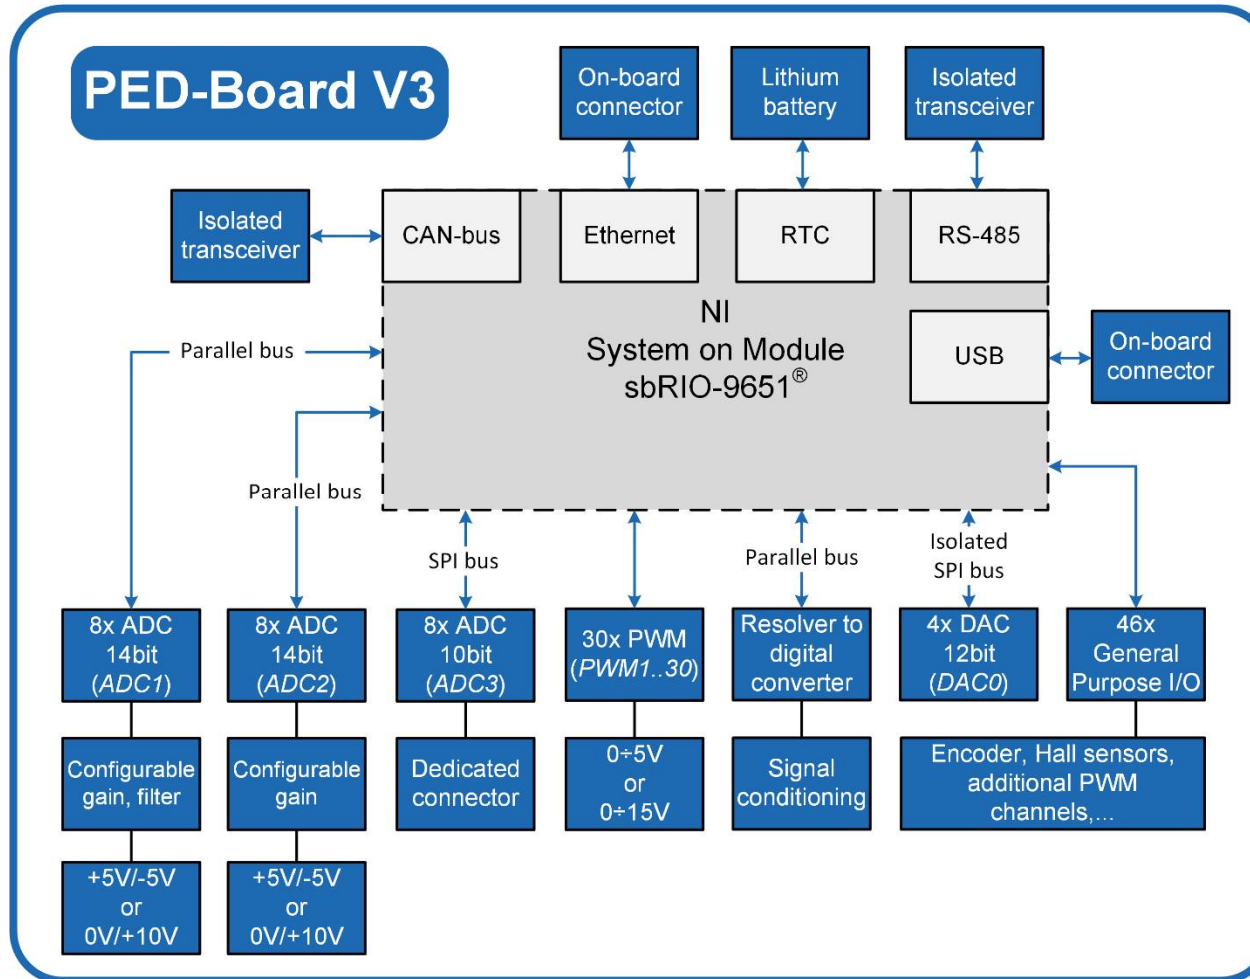 PED-Board V3
On-board
connector
Lithium
battery
Isolated
transceiver
Isolated
transceiver
CAN-bus
Ethernet
RTC
RS-485
NI
System on Module
sbRIO-9651®
USB
On-board
connector
Parallel bus
Parallel bus
SPI bus
Parallel bus
Isolated
SPI bus
8x ADC
14bit
(ADC1)
8x ADC
14bit
(ADC2)
8x ADC
10bit
(ADC3)
30x PWM
(PWM1..30)
Resolver to
digital
converter
4x DAC
12bit
(DAC0)
46x
General
Purpose I/O
Configurable
gain, filter
Configurable
gain
Dedicated
connector
0÷5V
or
0÷15V
Signal
conditioning
Encoder, Hall sensors,
additional PWM
channels,...
+5V/-5V
or
0V/+10V
+5V/-5V
or
0V/+10V